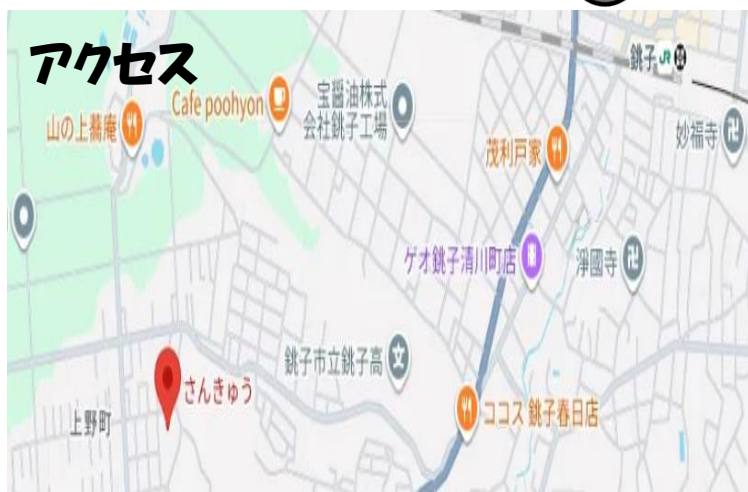 アクセス
銚子
JR
山の上蕎庵
Cafe poohyon
宝醤油株式
会社銚子工場
茂利戸家
妙福寺
ゲオ銚子清川町店
淨國寺
銚子市立銚子高
さんきゅう
上野町
ココス 銚子春日店